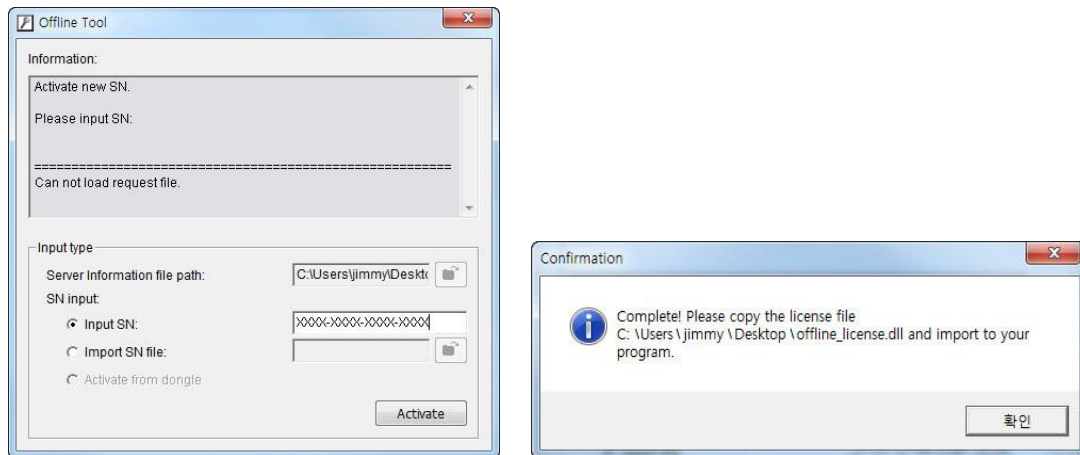 Offline Tool
Information:
Activate new SN.
Please input SN:
=========================================================
Can not load request file.
Input type
Server Information file path:
C:\Users\jimmy\Deskto
SN input:
Input SN:
XXXX-XXXX-XXXX-XXXX
Import SN file:
Activate from dongle
Activate
Confirmation
Complete! Please copy the license file
C: \Users \ jimmy \ Desktop \offline_license.dll and import to your
program.
확인